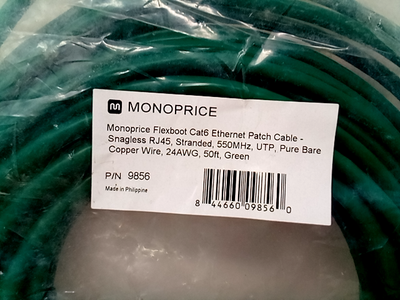 MONOPRICE
Monoprice Flexboot Cat6 Ethernet Patch Cable -
Snagless RJ45, Stranded, 550MHz, UTP, Pure Bare
Copper Wire, 24AWG, 50ft, Green
P/N 9856
Made in Philippine
8 44660 09856 0